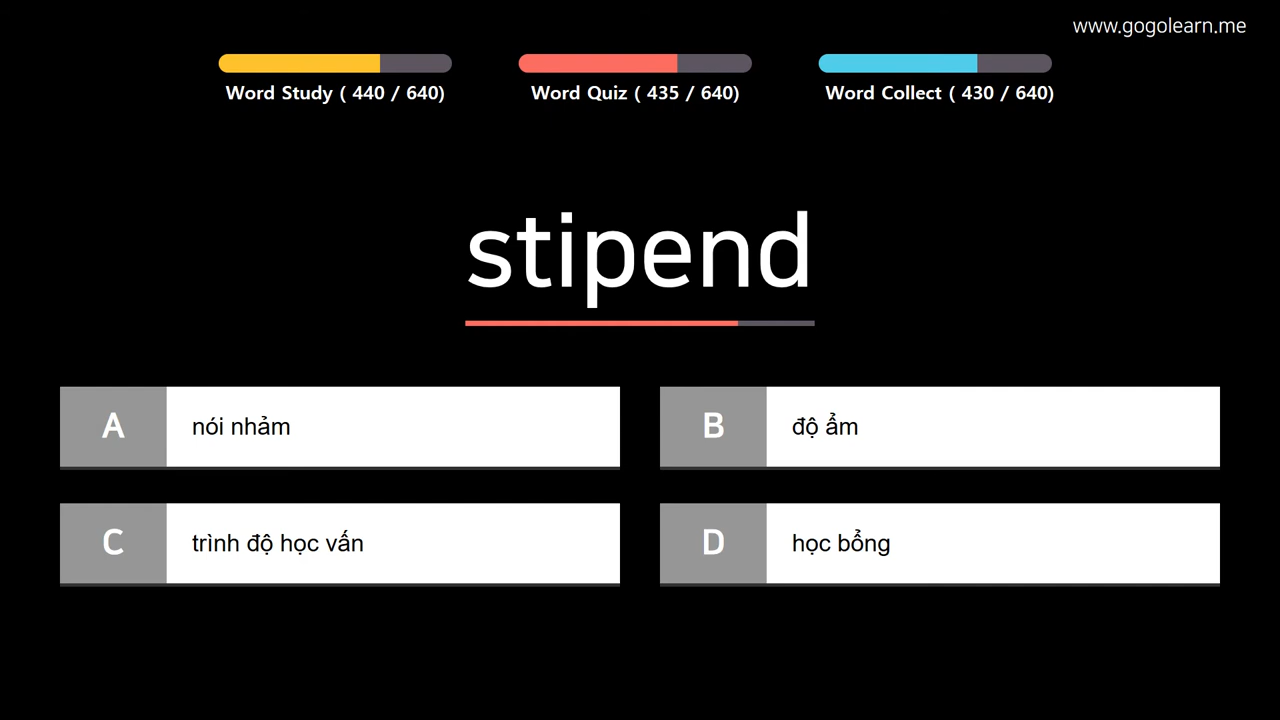 www.gogolearn.me
Word Study ( 440 / 640)
Word Quiz ( 435 / 640)
Word Collect ( 430 / 640)
stipend
A
nói nhảm
B
độ ẩm
C
trình độ học vấn
D
học bổng